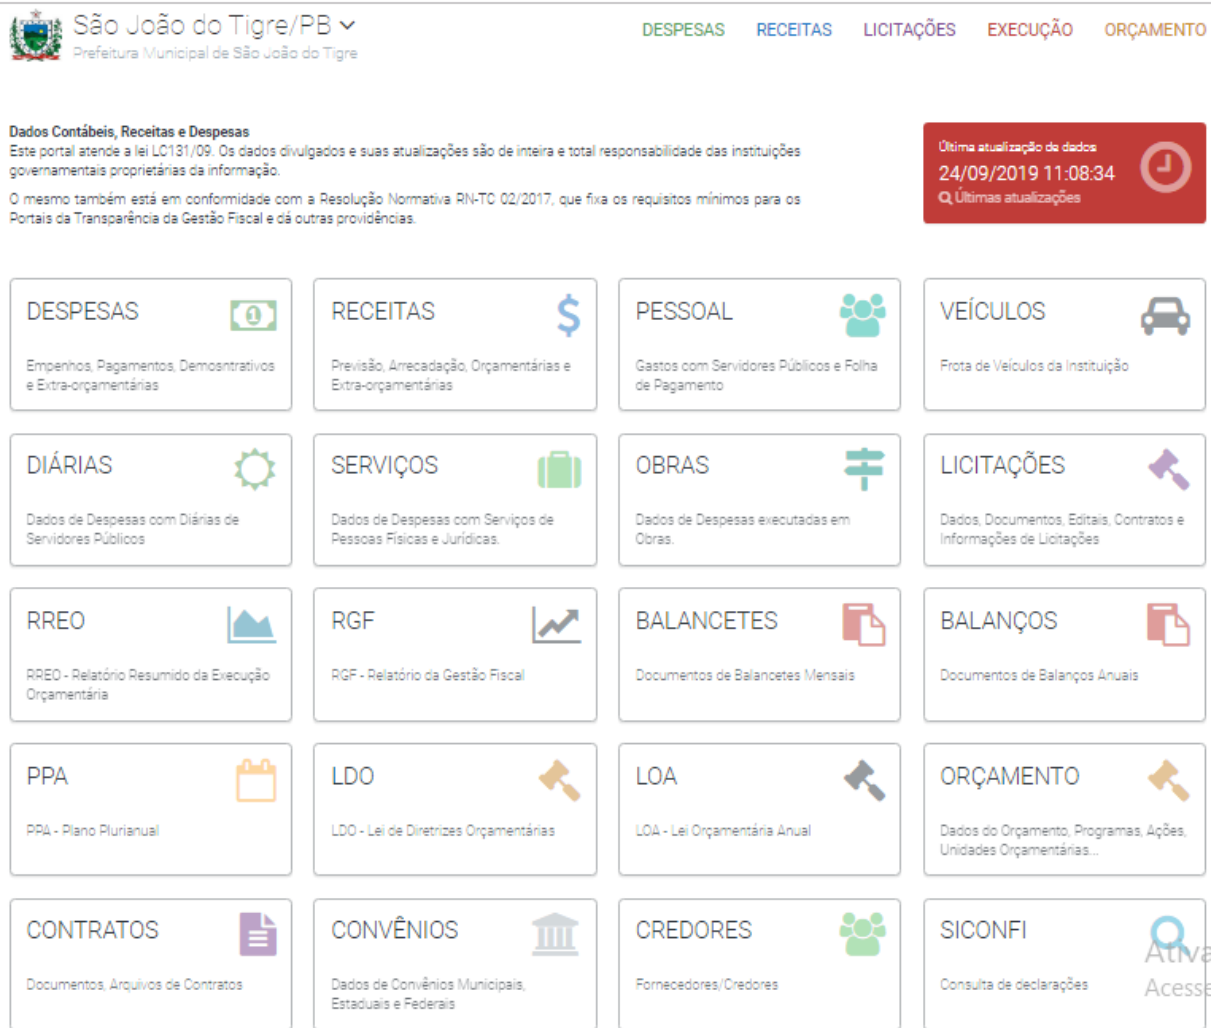 São João do Tigre/PB
Prefeitura Municipal de São João do Tigre
DESPESAS RECEITAS LICITAÇÕES EXECUÇÃO ORÇAMENTO
Dados Contábeis, Receitas e Despesas
Este portal atende a lei LC131/09. Os dados divulgados e suas atualizações são de inteira e total responsabilidade das instituições
governamentais proprietárias da informação.
O mesmo também está em conformidade com a Resolução Normativa RN-TC 02/2017, que fixa os requisitos mínimos para os
Portais da Transparência da Gestão Fiscal e dá outras providências.
Última atualização de dados
24/09/2019 11:08:34
Últimas atualizações
DESPESAS
Empenhos, Pagamentos, Demosntrativos
e Extra-orçamentárias
RECEITAS
Previsão, Arrecadação, Orçamentárias e
Extra-orçamentárias
PESSOAL
Gastos com Servidores Públicos e Folha
de Pagamento
VEÍCULOS
Frota de Veículos da Instituição
DIÁRIAS
Dados de Despesas com Diárias de
Servidores Públicos
SERVIÇOS
Dados de Despesas com Serviços de
Pessoas Físicas e Jurídicas.
OBRAS
Dados de Despesas executadas em
Obras.
LICITAÇÕES
Dados, Documentos, Editais, Contratos e
Informações de Licitações
RREO
RREO - Relatório Resumido da Execução
Orçamentária
RGF
RGF - Relatório da Gestão Fiscal
BALANCETES
Documentos de Balancetes Mensais
BALANÇOS
Documentos de Balanços Anuais
PPA
PPA - Plano Plurianual
LDO
LDO - Lei de Diretrizes Orçamentárias
LOA
LOA - Lei Orçamentária Anual
ORÇAMENTO
Dados do Orçamento, Programas, Ações,
Unidades Orçamentárias...
CONTRATOS
Documentos, Arquivos de Contratos
CONVÊNIOS
Dados de Convênios Municipais,
Estaduais e Federais
CREDORES
Fornecedores/Credores
SICONFI
Consulta de declarações
Ativa
Acesse